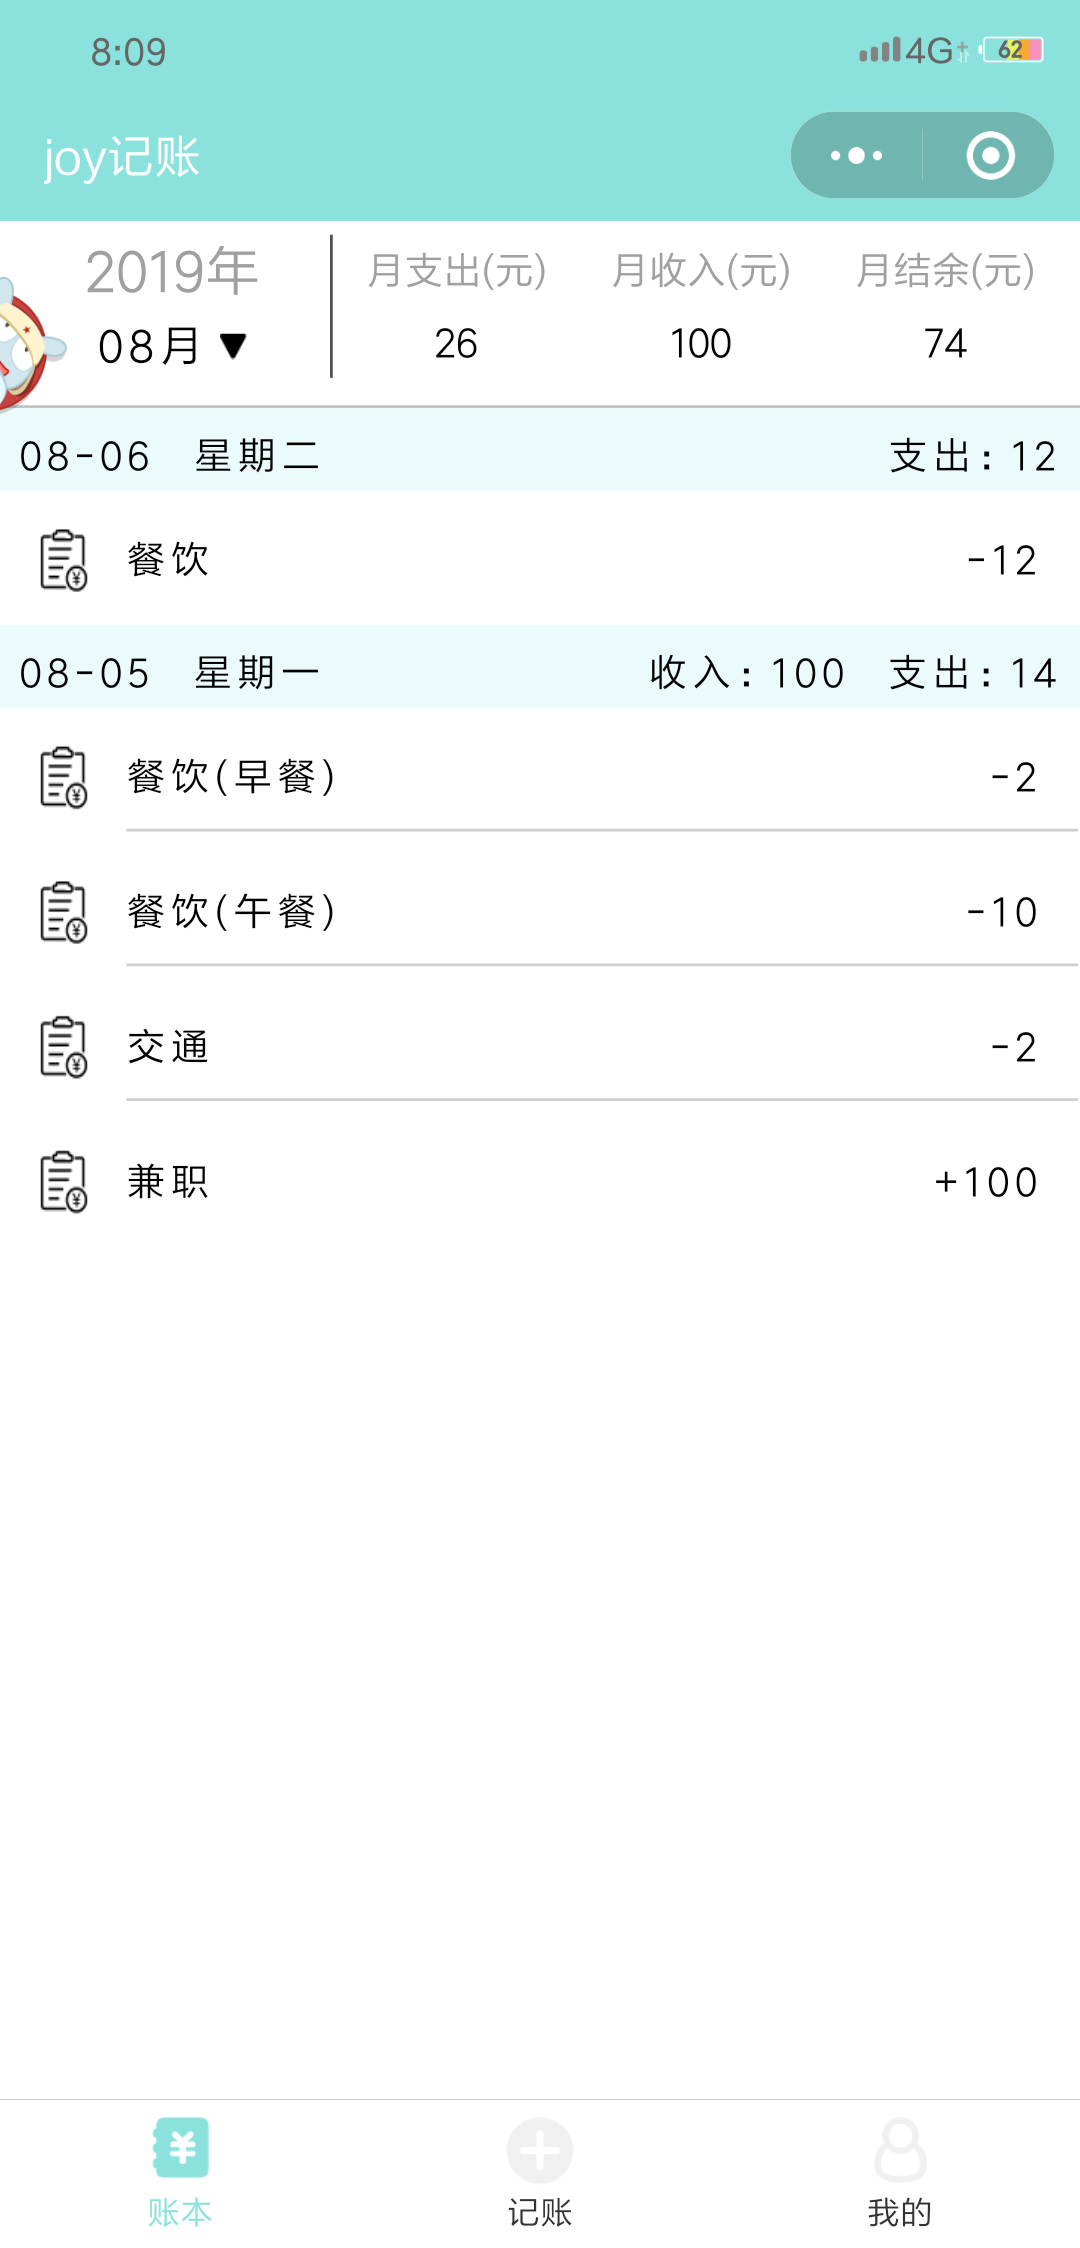 8:09 4G+ 62
joy记账
2019年 月支出(元) 月收入(元) 月结余(元)
08月 ▼ 26 100 74
08-06 星期二 支出: 12
餐饮 -12
08-05 星期一 收入: 100 支出: 14
餐饮(早餐) -2
餐饮(午餐) -10
交通 -2
兼职 +100
账本 记账 我的